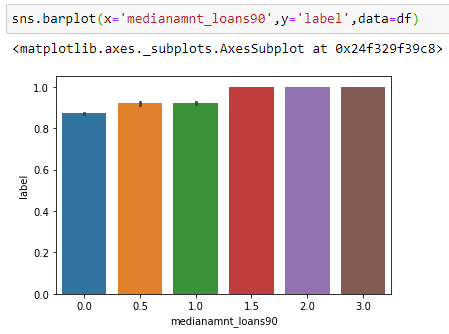 sns.barplot(x='medianamnt_loans90',y='label',data=df)
<matplotlib.axes._subplots.AxesSubplot at 0x24f329f39c8>
1.0
0.8
0.6
0.4
0.2
0.0
label
0.0 0.5 1.0 1.5 2.0 3.0
medianamnt_loans90